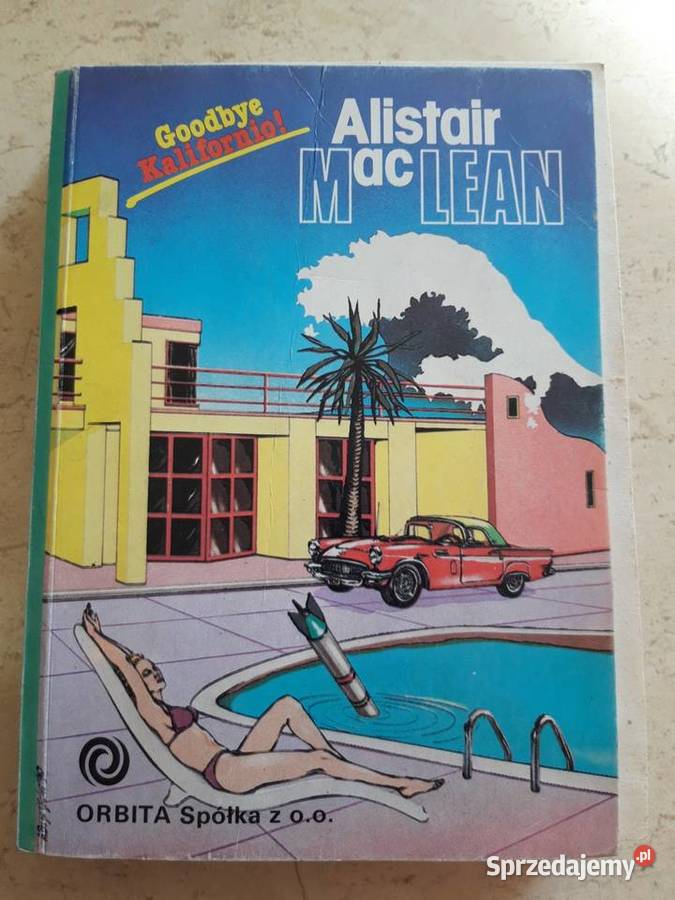 Goodbye
Kalifornio!
Alistair
MacLEAN
ORBITA Spółka z o.o.
Sprzedajemy.pl